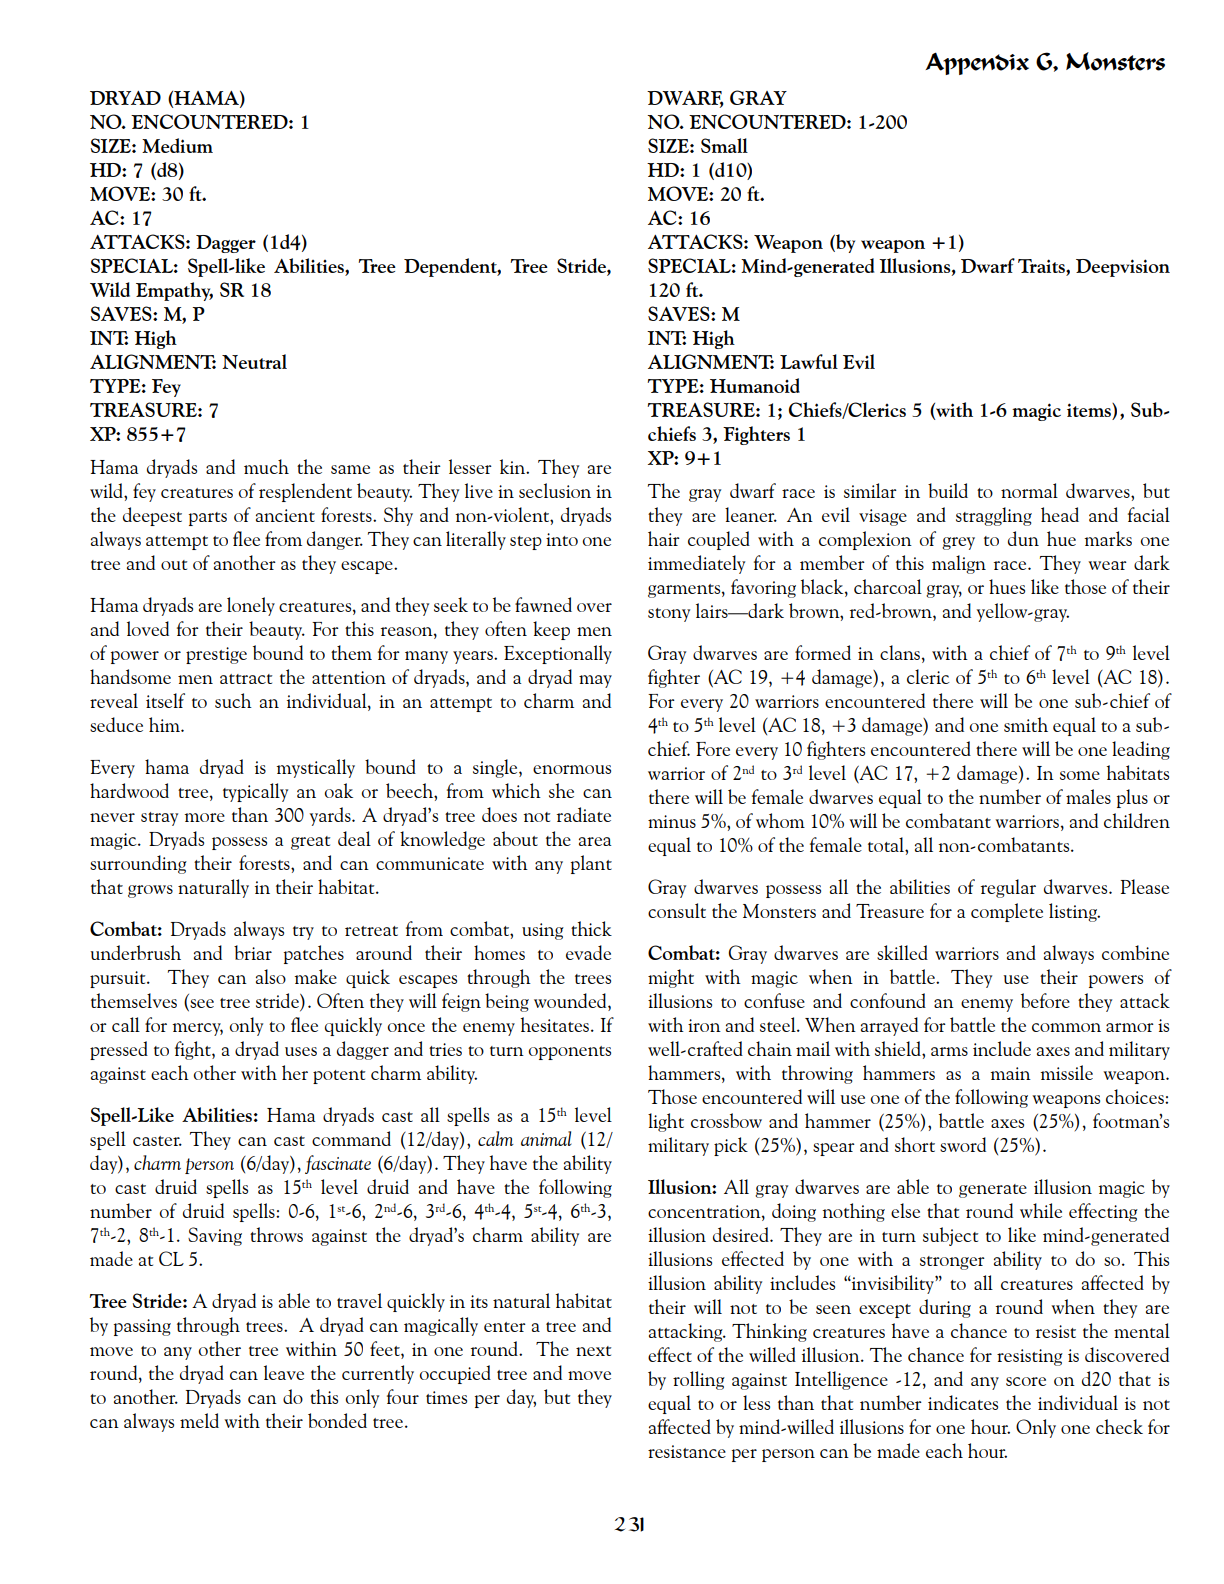 Appendix G, Monsters
DRYAD (HAMA)
NO. ENCOUNTERED: 1
SIZE: Medium
HD: 7 (d8)
MOVE: 30 ft.
AC: 17
ATTACKS: Dagger (1d4)
SPECIAL: Spell-like Abilities, Tree Dependent, Tree Stride,
Wild Empathy, SR 18
SAVES: M, P
INT: High
ALIGNMENT: Neutral
TYPE: Fey
TREASURE: 7
XP: 855+7
Hama dryads and much the same as their lesser kin. They are
wild, fey creatures of resplendent beauty. They live in seclusion in
the deepest parts of ancient forests. Shy and non-violent, dryads
always attempt to flee from danger. They can literally step into one
tree and out of another as they escape.
Hama dryads are lonely creatures, and they seek to be fawned over
and loved for their beauty. For this reason, they often keep men
of power or prestige bound to them for many years. Exceptionally
handsome men attract the attention of dryads, and a dryad may
reveal itself to such an individual, in an attempt to charm and
seduce him.
Every hama dryad is mystically bound to a single, enormous
hardwood tree, typically an oak or beech, from which she can
never stray more than 300 yards. A dryad's tree does not radiate
magic. Dryads possess a great deal of knowledge about the area
surrounding their forests, and can communicate with any plant
that grows naturally in their habitat.
Combat: Dryads always try to retreat from combat, using thick
underbrush and briar patches around their homes to evade
pursuit. They can also make quick escapes through the trees
themselves (see tree stride). Often they will feign being wounded,
or call for mercy, only to flee quickly once the enemy hesitates. If
pressed to fight, a dryad uses a dagger and tries to turn opponents
against each other with her potent charm ability.
Spell-Like Abilities: Hama dryads cast all spells as a 15th level
spell caster. They can cast command (12/day), calm animal (12/
day), charm person (6/day), fascinate (6/day). They have the ability
to cast druid spells as 15th level druid and have the following
number of druid spells: 0-6, 1st-6, 2nd-6, 3rd-6, 4th-4, 5st-4, 6th-3,
7th-2, 8th-1. Saving throws against the dryad's charm ability are
made at CL 5.
Tree Stride: A dryad is able to travel quickly in its natural habitat
by passing through trees. A dryad can magically enter a tree and
move to any other tree within 50 feet, in one round. The next
round, the dryad can leave the currently occupied tree and move
to another. Dryads can do this only four times per day, but they
can always meld with their bonded tree.
DWARF, GRAY
NO. ENCOUNTERED: 1-200
SIZE: Small
HD: 1 (d10)
MOVE: 20 ft.
AC: 16
ATTACKS: Weapon (by weapon +1)
SPECIAL: Mind-generated Illusions, Dwarf Traits, Deepvision
120 ft.
SAVES: M
INT: High
ALIGNMENT: Lawful Evil
TYPE: Humanoid
TREASURE: 1; Chiefs/Clerics 5 (with 1-6 magic items), Sub-
chiefs 3, Fighters 1
XP: 9+1
The gray dwarf race is similar in build to normal dwarves, but
they are leaner. An evil visage and straggling head and facial
hair coupled with a complexion of grey to dun hue marks one
immediately for a member of this malign race. They wear dark
garments, favoring black, charcoal gray, or hues like those of their
stony lairs—dark brown, red-brown, and yellow-gray.
Gray dwarves are formed in clans, with a chief of 7th to 9th level
fighter (AC 19, +4 damage), a cleric of 5th to 6th level (AC 18).
For every 20 warriors encountered there will be one sub-chief of
4th to 5th level (AC 18, +3 damage) and one smith equal to a sub-
chief. Fore every 10 fighters encountered there will be one leading
warrior of 2nd to 3rd level (AC 17, +2 damage). In some habitats
there will be female dwarves equal to the number of males plus or
minus 5%, of whom 10% will be combatant warriors, and children
equal to 10% of the female total, all non-combatants.
Gray dwarves possess all the abilities of regular dwarves. Please
consult the Monsters and Treasure for a complete listing.
Combat: Gray dwarves are skilled warriors and always combine
might with magic when in battle. They use their powers of
illusions to confuse and confound an enemy before they attack
with iron and steel. When arrayed for battle the common armor is
well-crafted chain mail with shield, arms include axes and military
hammers, with throwing hammers as a main missile weapon.
Those encountered will use one of the following weapons choices:
light crossbow and hammer (25%), battle axes (25%), footman's
military pick (25%), spear and short sword (25%).
Illusion: All gray dwarves are able to generate illusion magic by
concentration, doing nothing else that round while effecting the
illusion desired. They are in turn subject to like mind-generated
illusions effected by one with a stronger ability to do so. This
illusion ability includes "invisibility" to all creatures affected by
their will not to be seen except during a round when they are
attacking. Thinking creatures have a chance to resist the mental
effect of the willed illusion. The chance for resisting is discovered
by rolling against Intelligence -12, and any score on d20 that is
equal to or less than that number indicates the individual is not
affected by mind-willed illusions for one hour. Only one check for
resistance per person can be made each hour.
231